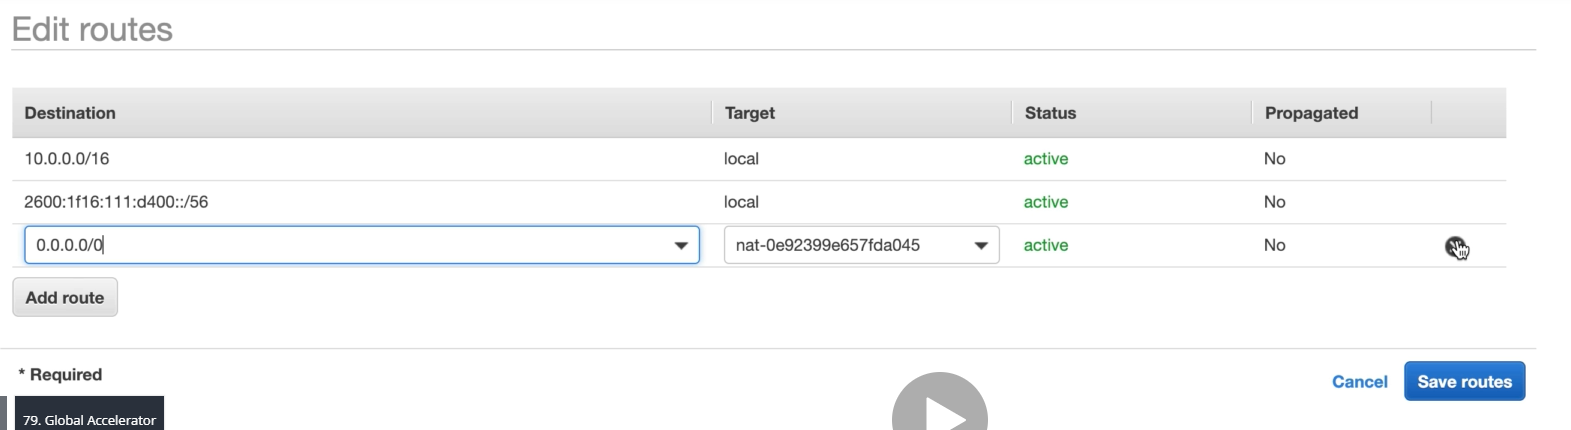 Edit routes
Destination Target Status Propagated
10.0.0.0/16 local active No
2600:1f16:111:d400::/56 local active No
0.0.0.0/0 nat-0e92399e657fda045 active No
Add route
* Required
Cancel Save routes
79. Global Accelerator